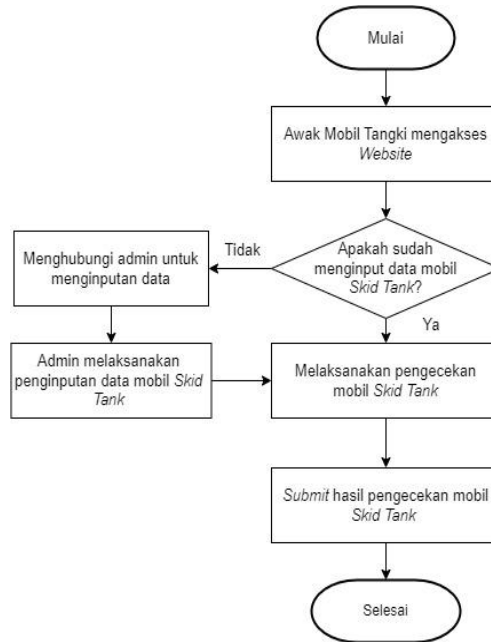 Mulai
Awak Mobil Tangki mengakses
Website
Apakah sudah
menginput data mobil
Skid Tank?
Tidak
Menghubungi admin untuk
menginputan data
Admin melaksanakan
penginputan data mobil Skid
Tank
Ya
Melaksanakan pengecekan
mobil Skid Tank
Submit hasil pengecekan mobil
Skid Tank
Selesai